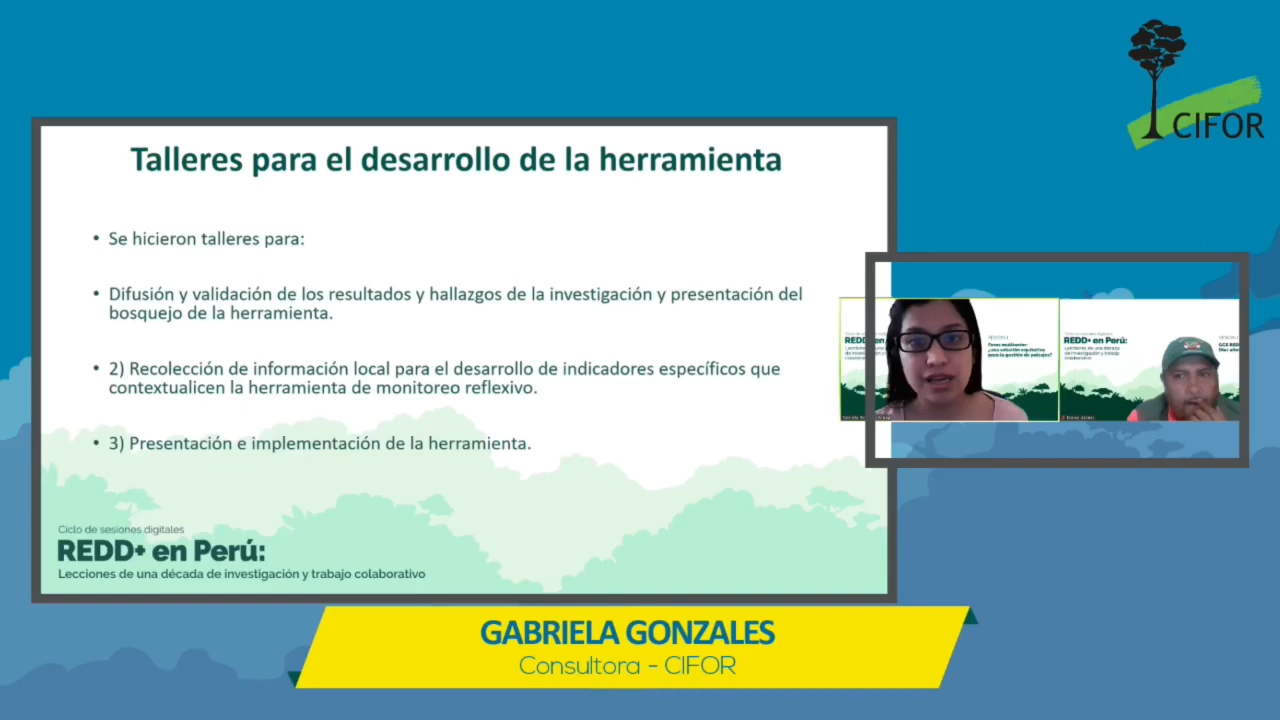 CIFOR
Talleres para el desarrollo de la herramienta
• Se hicieron talleres para:
• Difusión y validación de los resultados y hallazgos de la investigación y presentación del
bosquejo de la herramienta.
• 2) Recolección de información local para el desarrollo de indicadores específicos que
contextualicen la herramienta de monitoreo reflexivo.
• 3) Presentación e implementación de la herramienta.
Ciclo de sesiones digitales
REDD+ en Perú:
Lecciones de una década de investigación y trabajo colaborativo
REDD+ en
REDD+ en Perú:
GABRIELA GONZALES
Consultora - CIFOR